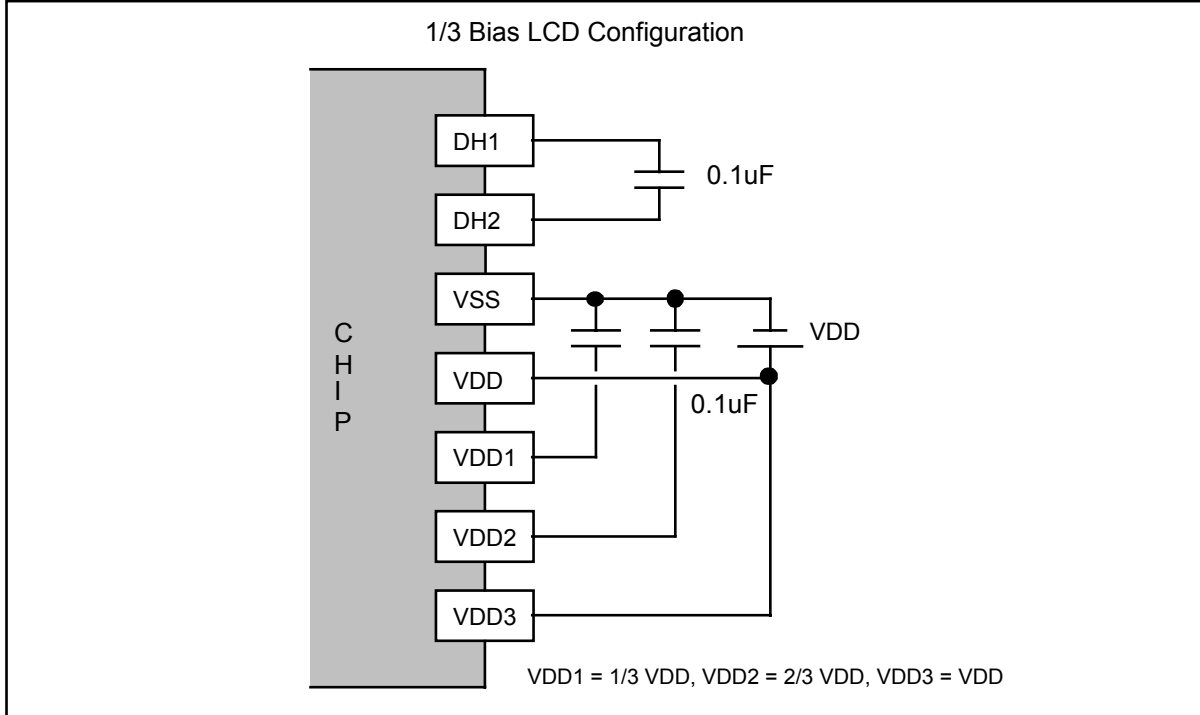 1/3 Bias LCD Configuration
DH1
0.1uF
DH2
VSS
C
H
I
P
VDD
VDD
0.1uF
VDD1
VDD2
VDD3
VDD1 = 1/3 VDD, VDD2 = 2/3 VDD, VDD3 = VDD